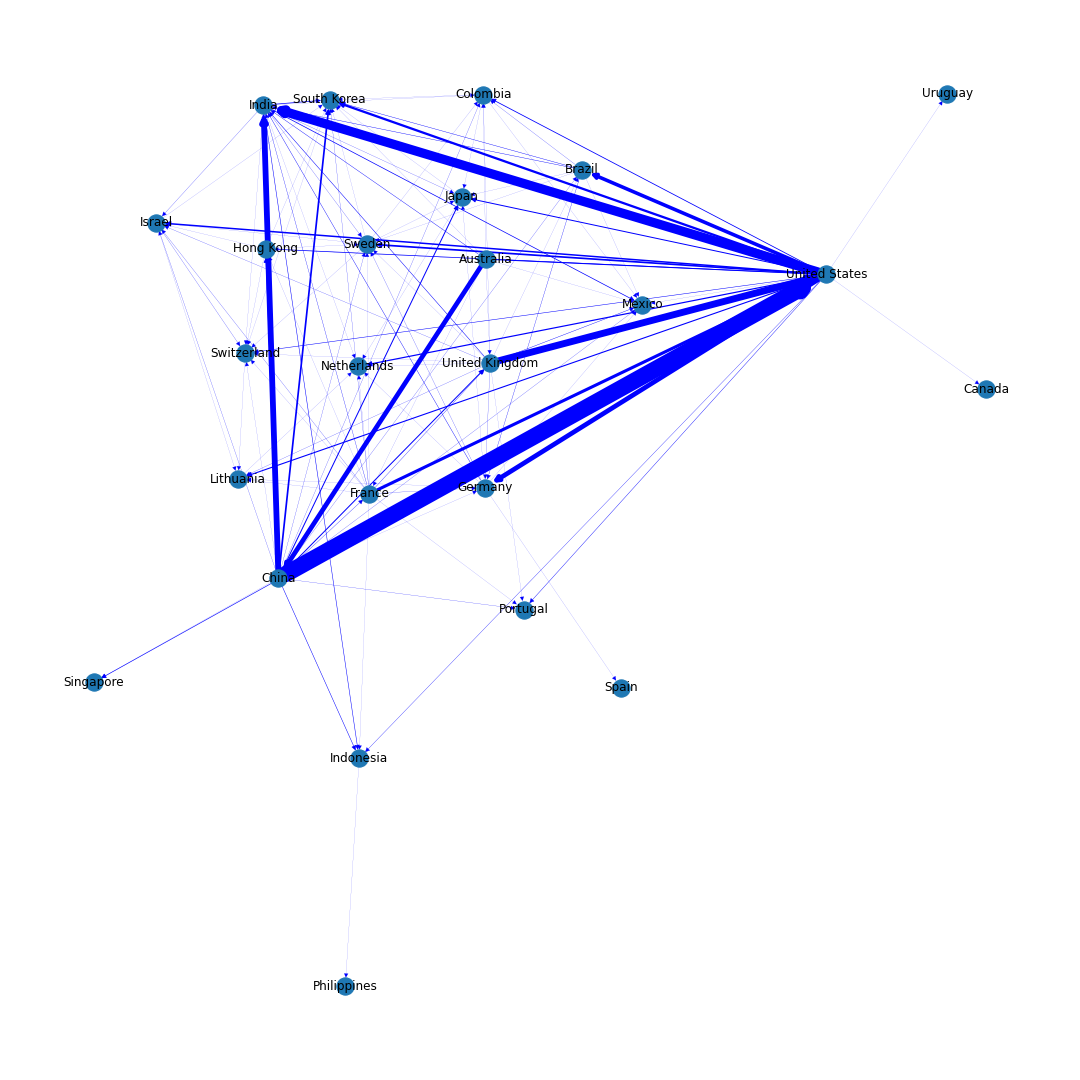 Uruguay
Colombia
South Korea
India
Brazil
Japan
Israel
Sweden
Hong Kong
Australia
United States
Mexico
Switzerland
United Kingdom
Netherlands
Canada
Lithuania
Germany
France
China
Portugal
Singapore
Spain
Indonesia
Philippines